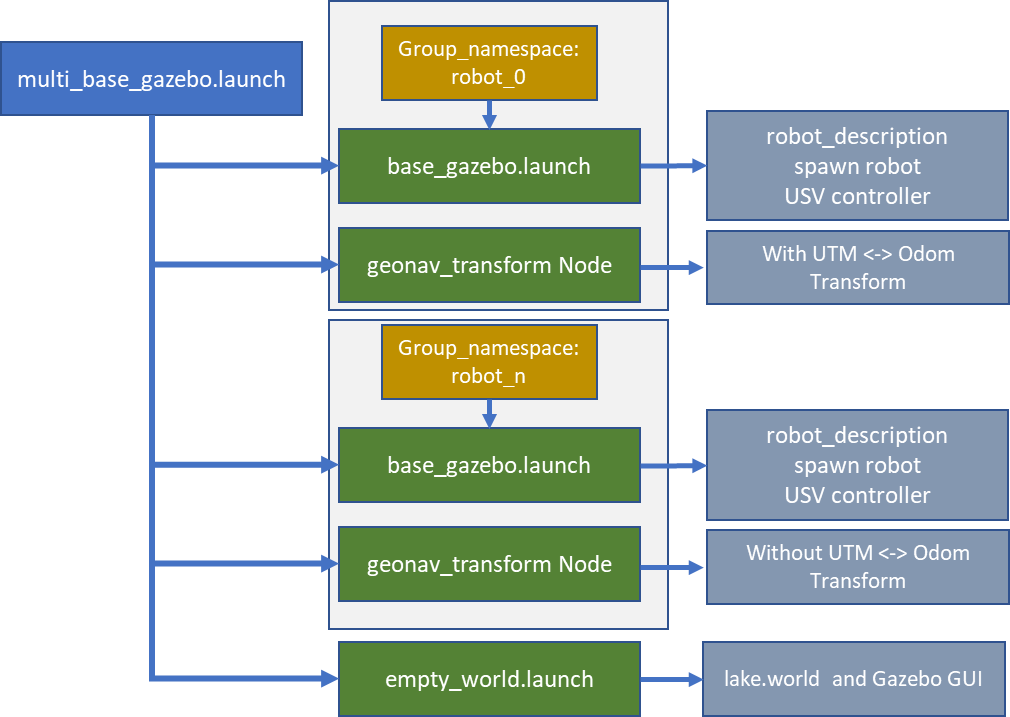 multi_base_gazebo.launch
Group_namespace:
robot_0
base_gazebo.launch
robot_description
spawn robot
USV controller
geonav_transform Node
With UTM <-> Odom
Transform
Group_namespace:
robot_n
base_gazebo.launch
robot_description
spawn robot
USV controller
geonav_transform Node
Without UTM <-> Odom
Transform
empty_world.launch
lake.world  and Gazebo GUI